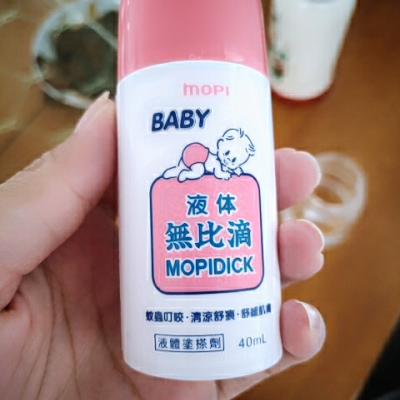 mopi
BABY
液体
無比滴
MOPIDICK
蚊蟲叮咬·清涼舒爽·舒緩肌膚
液體塗搽劑
40mL